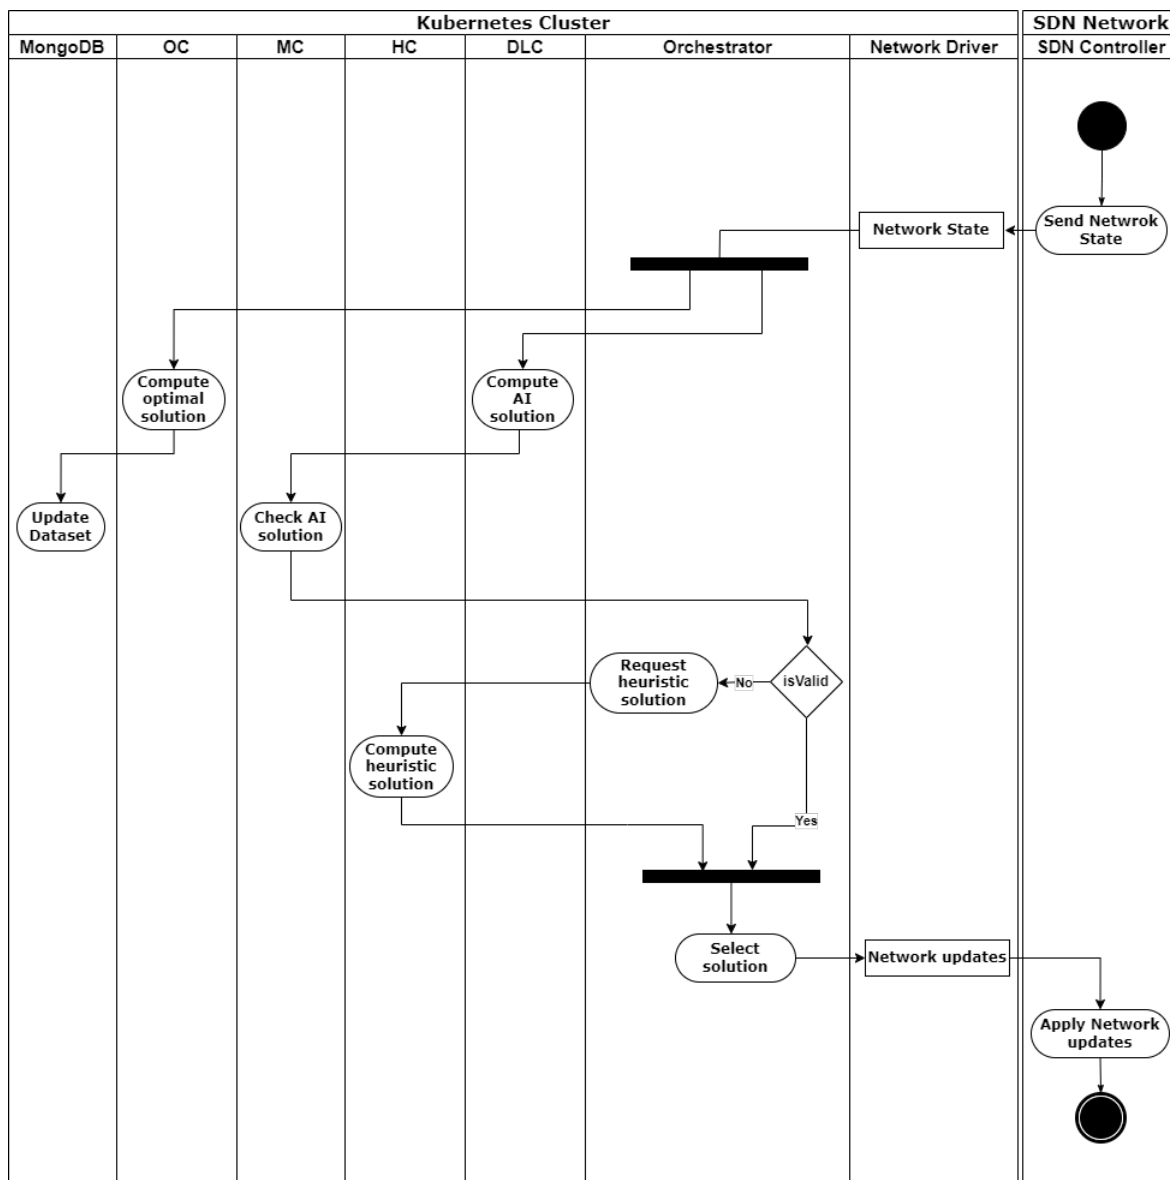 Kubernetes Cluster
SDN Network
MongoDB
OC
MC
HC
DLC
Orchestrator
Network Driver
SDN Controller
Send Netwrok
State
Network State
Compute
optimal
solution
Compute
AI
solution
Update
Dataset
Check AI
solution
Request
heuristic
solution
No
isValid
Compute
heuristic
solution
Yes
Select
solution
Network updates
Apply Network
updates